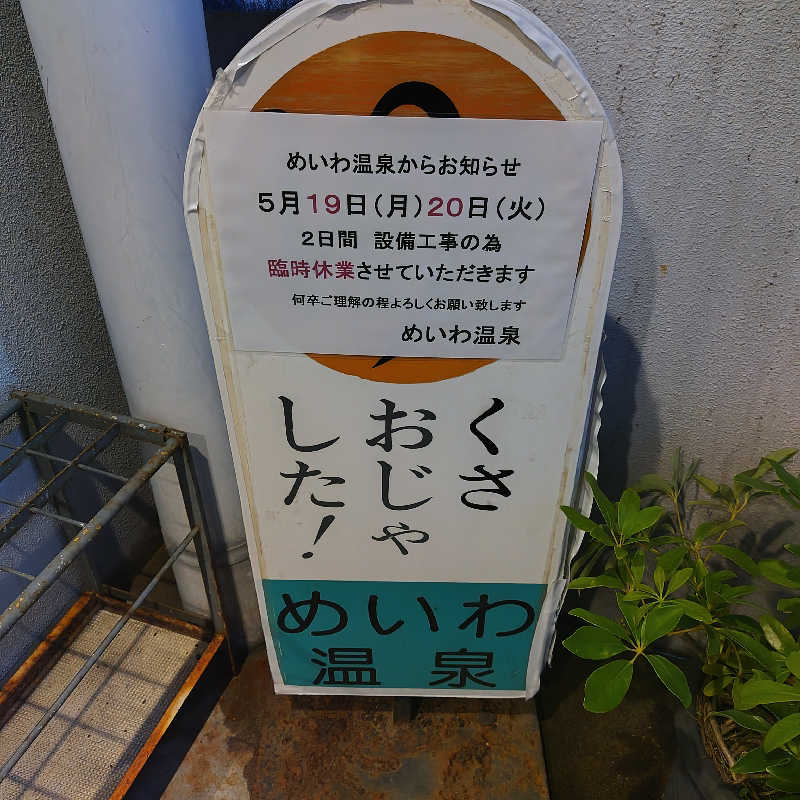 めいわ温泉からお知らせ
5月19日(月)20日(火)
2日間 設備工事の為
臨時休業させていただきます
何卒ご理解の程よろしくお願い致します
めいわ温泉
くさ
おじゃ
した!
めいわ
温泉